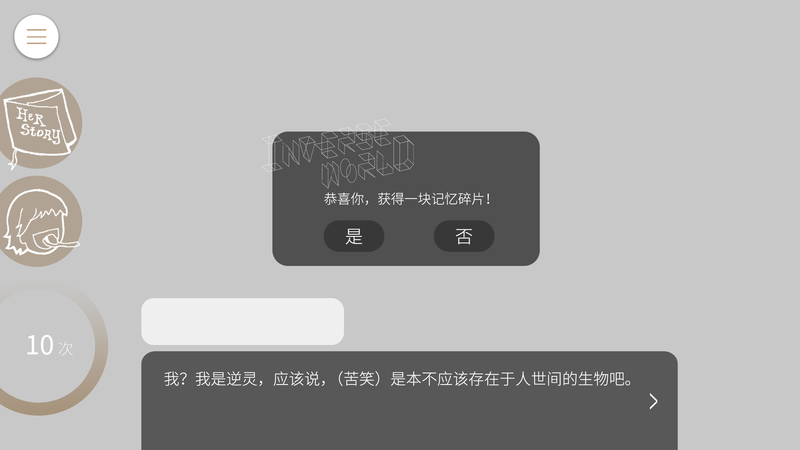 HER
STORY
INVERSE
WORLD
恭喜你，获得一块记忆碎片！
是
否
10 次
我？我是逆灵，应该说，（苦笑）是本不应该存在于人世间的生物吧。